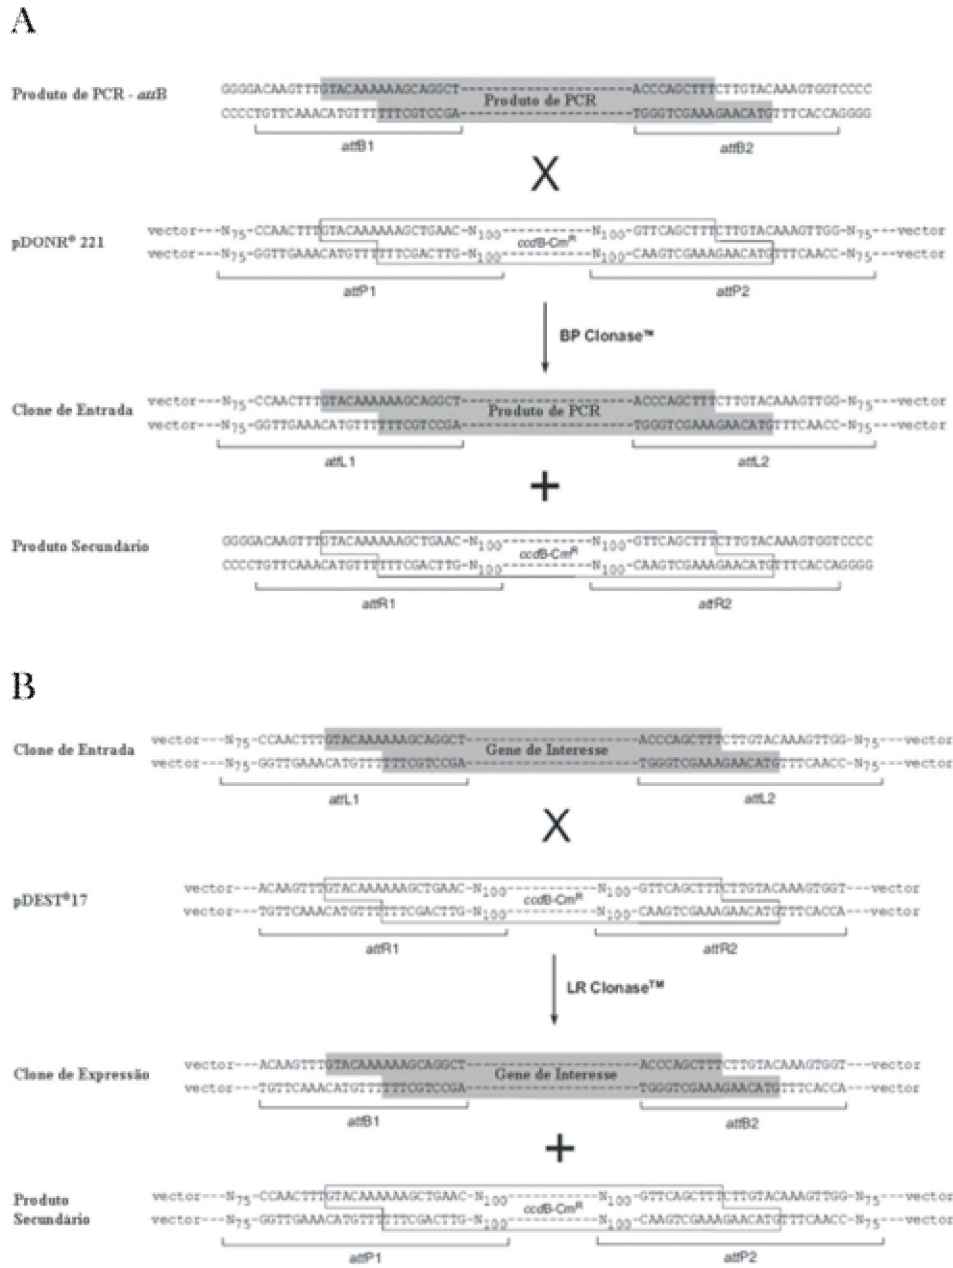 A
Produto de PCR - attB
GGGGACAAGTTTGTACAAAAAAGCAGGCT------------------ACCCAGCTTTCTTGTACAAAGTGGTCCCC
Produto de PCR
CCCCTGTTCAAACATGTTTTTTCGTCCGA------------------TGGGTCGAAAGAACATGTTTCACCAGGGG
attB1 attB2
X
pDONR® 221
vector---N75-CCAACTTTGTACAAAAAAGCTGAAC-N100----------N100-GTTCAGCTTTCTTGTACAAAGTTGG-N75---vector
ccdB-CmR
vector---N75-GGTTGAAACATGTTTTTTCGACTTG-N100----------N100-CAAGTCGAAAGAACATGTTTCAACC-N75---vector
attP1 attP2
BP Clonase™
Clone de Entrada
vector---N75-CCAACTTTGTACAAAAAAGCAGGCT------------------ACCCAGCTTTCTTGTACAAAGTTGG-N75---vector
Produto de PCR
vector---N75-GGTTGAAACATGTTTTTTCGTCCGA------------------TGGGTCGAAAGAACATGTTTCAACC-N75---vector
attL1 attL2
+
Produto Secundário
GGGGACAAGTTTGTACAAAAAAGCTGAAC-N100----------N100-GTTCAGCTTTCTTGTACAAAGTGGTCCCC
ccdB-CmR
CCCCTGTTCAAACATGTTTTTTCGACTTG-N100----------N100-CAAGTCGAAAGAACATGTTTCACCAGGGG
attR1 attR2
B
Clone de Entrada
vector---N75-CCAACTTTGTACAAAAAAGCAGGCT------------------ACCCAGCTTTCTTGTACAAAGTTGG-N75---vector
Gene de Interesse
vector---N75-GGTTGAAACATGTTTTTTCGTCCGA------------------TGGGTCGAAAGAACATGTTTCAACC-N75---vector
attL1 attL2
X
pDEST®17
vector---ACAAGTTTGTACAAAAAAGCTGAAC-N100----------N100-GTTCAGCTTTCTTGTACAAAGTGGT---vector
ccdB-CmR
vector---TGTTCAAACATGTTTTTTCGACTTG-N100----------N100-CAAGTCGAAAGAACATGTTTCACCA---vector
attR1 attR2
LR Clonase™
Clone de Expressão
vector---ACAAGTTTGTACAAAAAAGCAGGCT------------------ACCCAGCTTTCTTGTACAAAGTGGT---vector
Gene de Interesse
vector---TGTTCAAACATGTTTTTTCGTCCGA------------------TGGGTCGAAAGAACATGTTTCACCA---vector
attB1 attB2
+
Produto Secundário
vector---N75-CCAACTTTGTACAAAAAAGCTGAAC-N100----------N100-GTTCAGCTTTCTTGTACAAAGTTGG-N75---vector
ccdB-CmR
vector---N75-GGTTGAAACATGTTTTTTCGACTTG-N100----------N100-CAAGTCGAAAGAACATGTTTCAACC-N75---vector
attP1 attP2